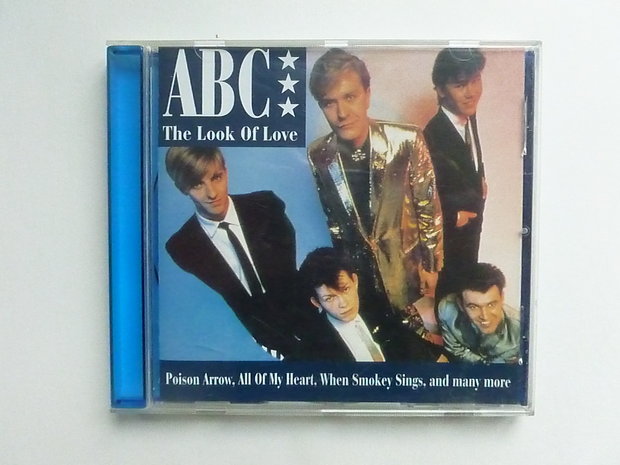 ABC
The Look Of Love
Poison Arrow, All Of My Heart, When Smokey Sings, and many more